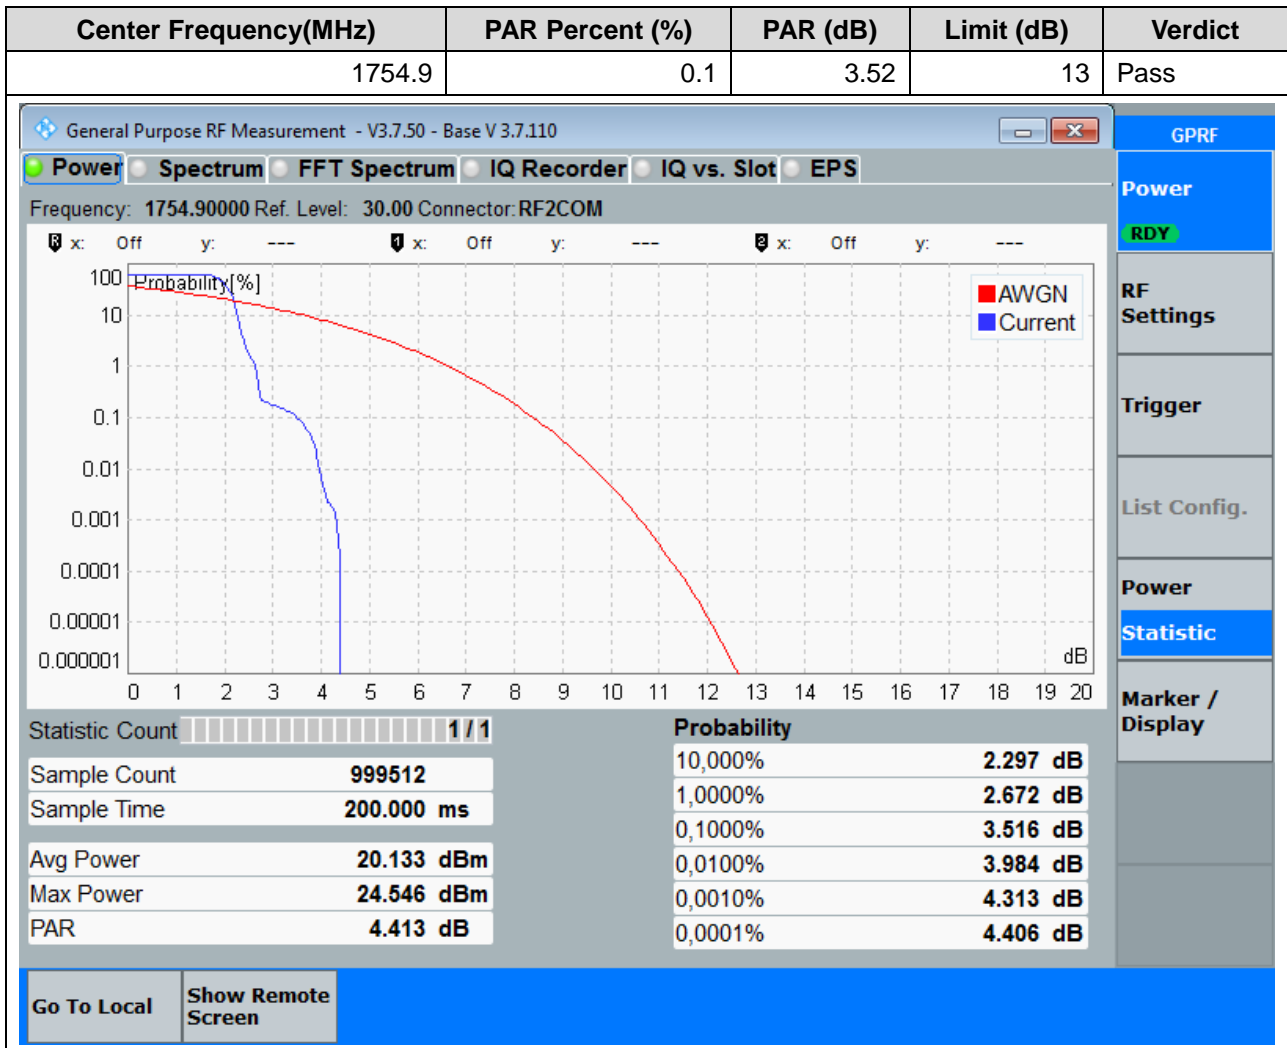 Center Frequency(MHz) PAR Percent (%) PAR (dB) Limit (dB) Verdict
1754.9 0.1 3.52 13 Pass
General Purpose RF Measurement - V3.7.50 - Base V 3.7.110
GPRF
Power Spectrum FFT Spectrum IQ Recorder IQ vs. Slot EPS
Frequency: 1754.90000 Ref. Level: 30.00 Connector: RF2COM
R x: Off y: --- 1 x: Off y: --- 2 x: Off y: ---
Probability[%]
100
10
1
0.1
0.01
0.001
0.0001
0.00001
0.000001
AWGN
Current
dB
0 1 2 3 4 5 6 7 8 9 10 11 12 13 14 15 16 17 18 19 20
Statistic Count 1 / 1
Sample Count 999512
Sample Time 200.000 ms
Avg Power 20.133 dBm
Max Power 24.546 dBm
PAR 4.413 dB
Probability
10,000% 2.297 dB
1,0000% 2.672 dB
0,1000% 3.516 dB
0,0100% 3.984 dB
0,0010% 4.313 dB
0,0001% 4.406 dB
Power
RDY
RF
Settings
Trigger
List Config.
Power
Statistic
Marker /
Display
Go To Local
Show Remote
Screen